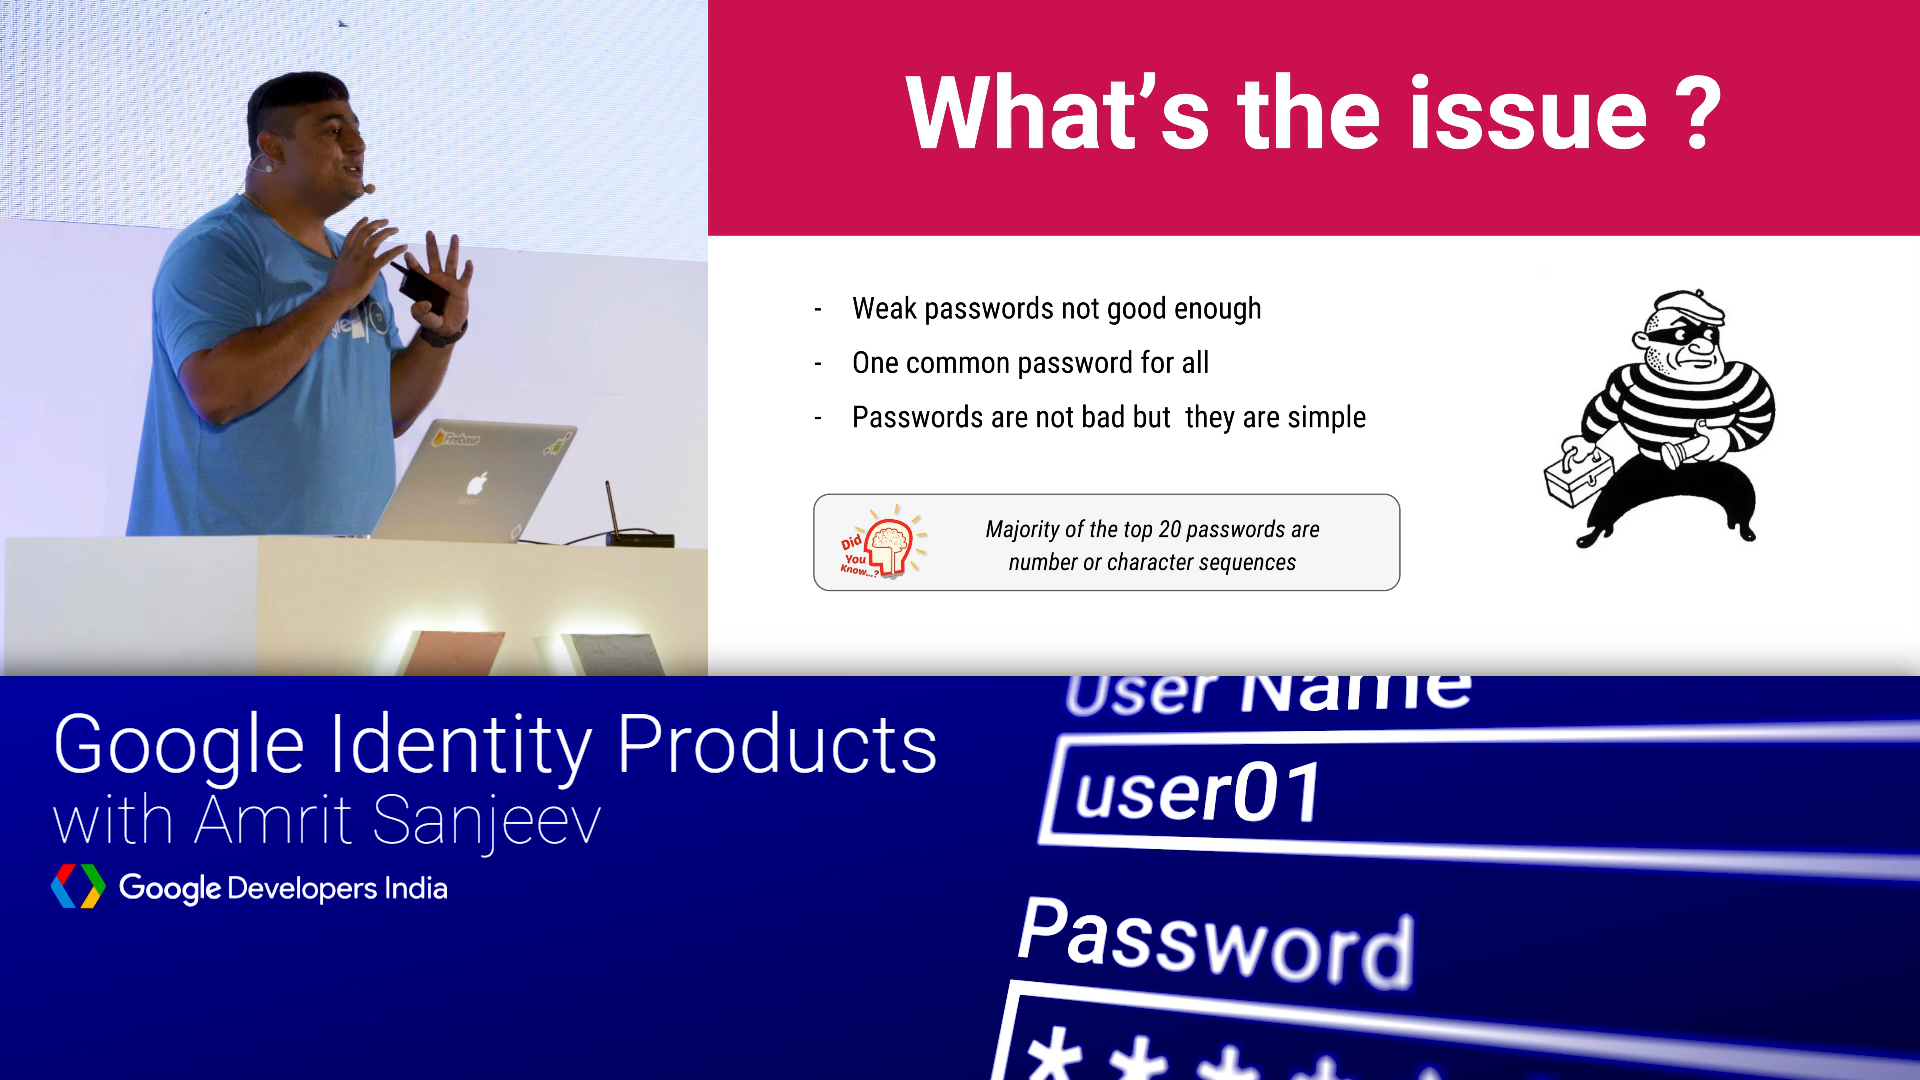 What's the issue ?
- Weak passwords not good enough
- One common password for all
- Passwords are not bad but  they are simple
Did
You
Know...?
Majority of the top 20 passwords are
number or character sequences
Firebase
gle
Google Identity Products
with Amrit Sanjeev
Google Developers India
User Name
user01
Password
****